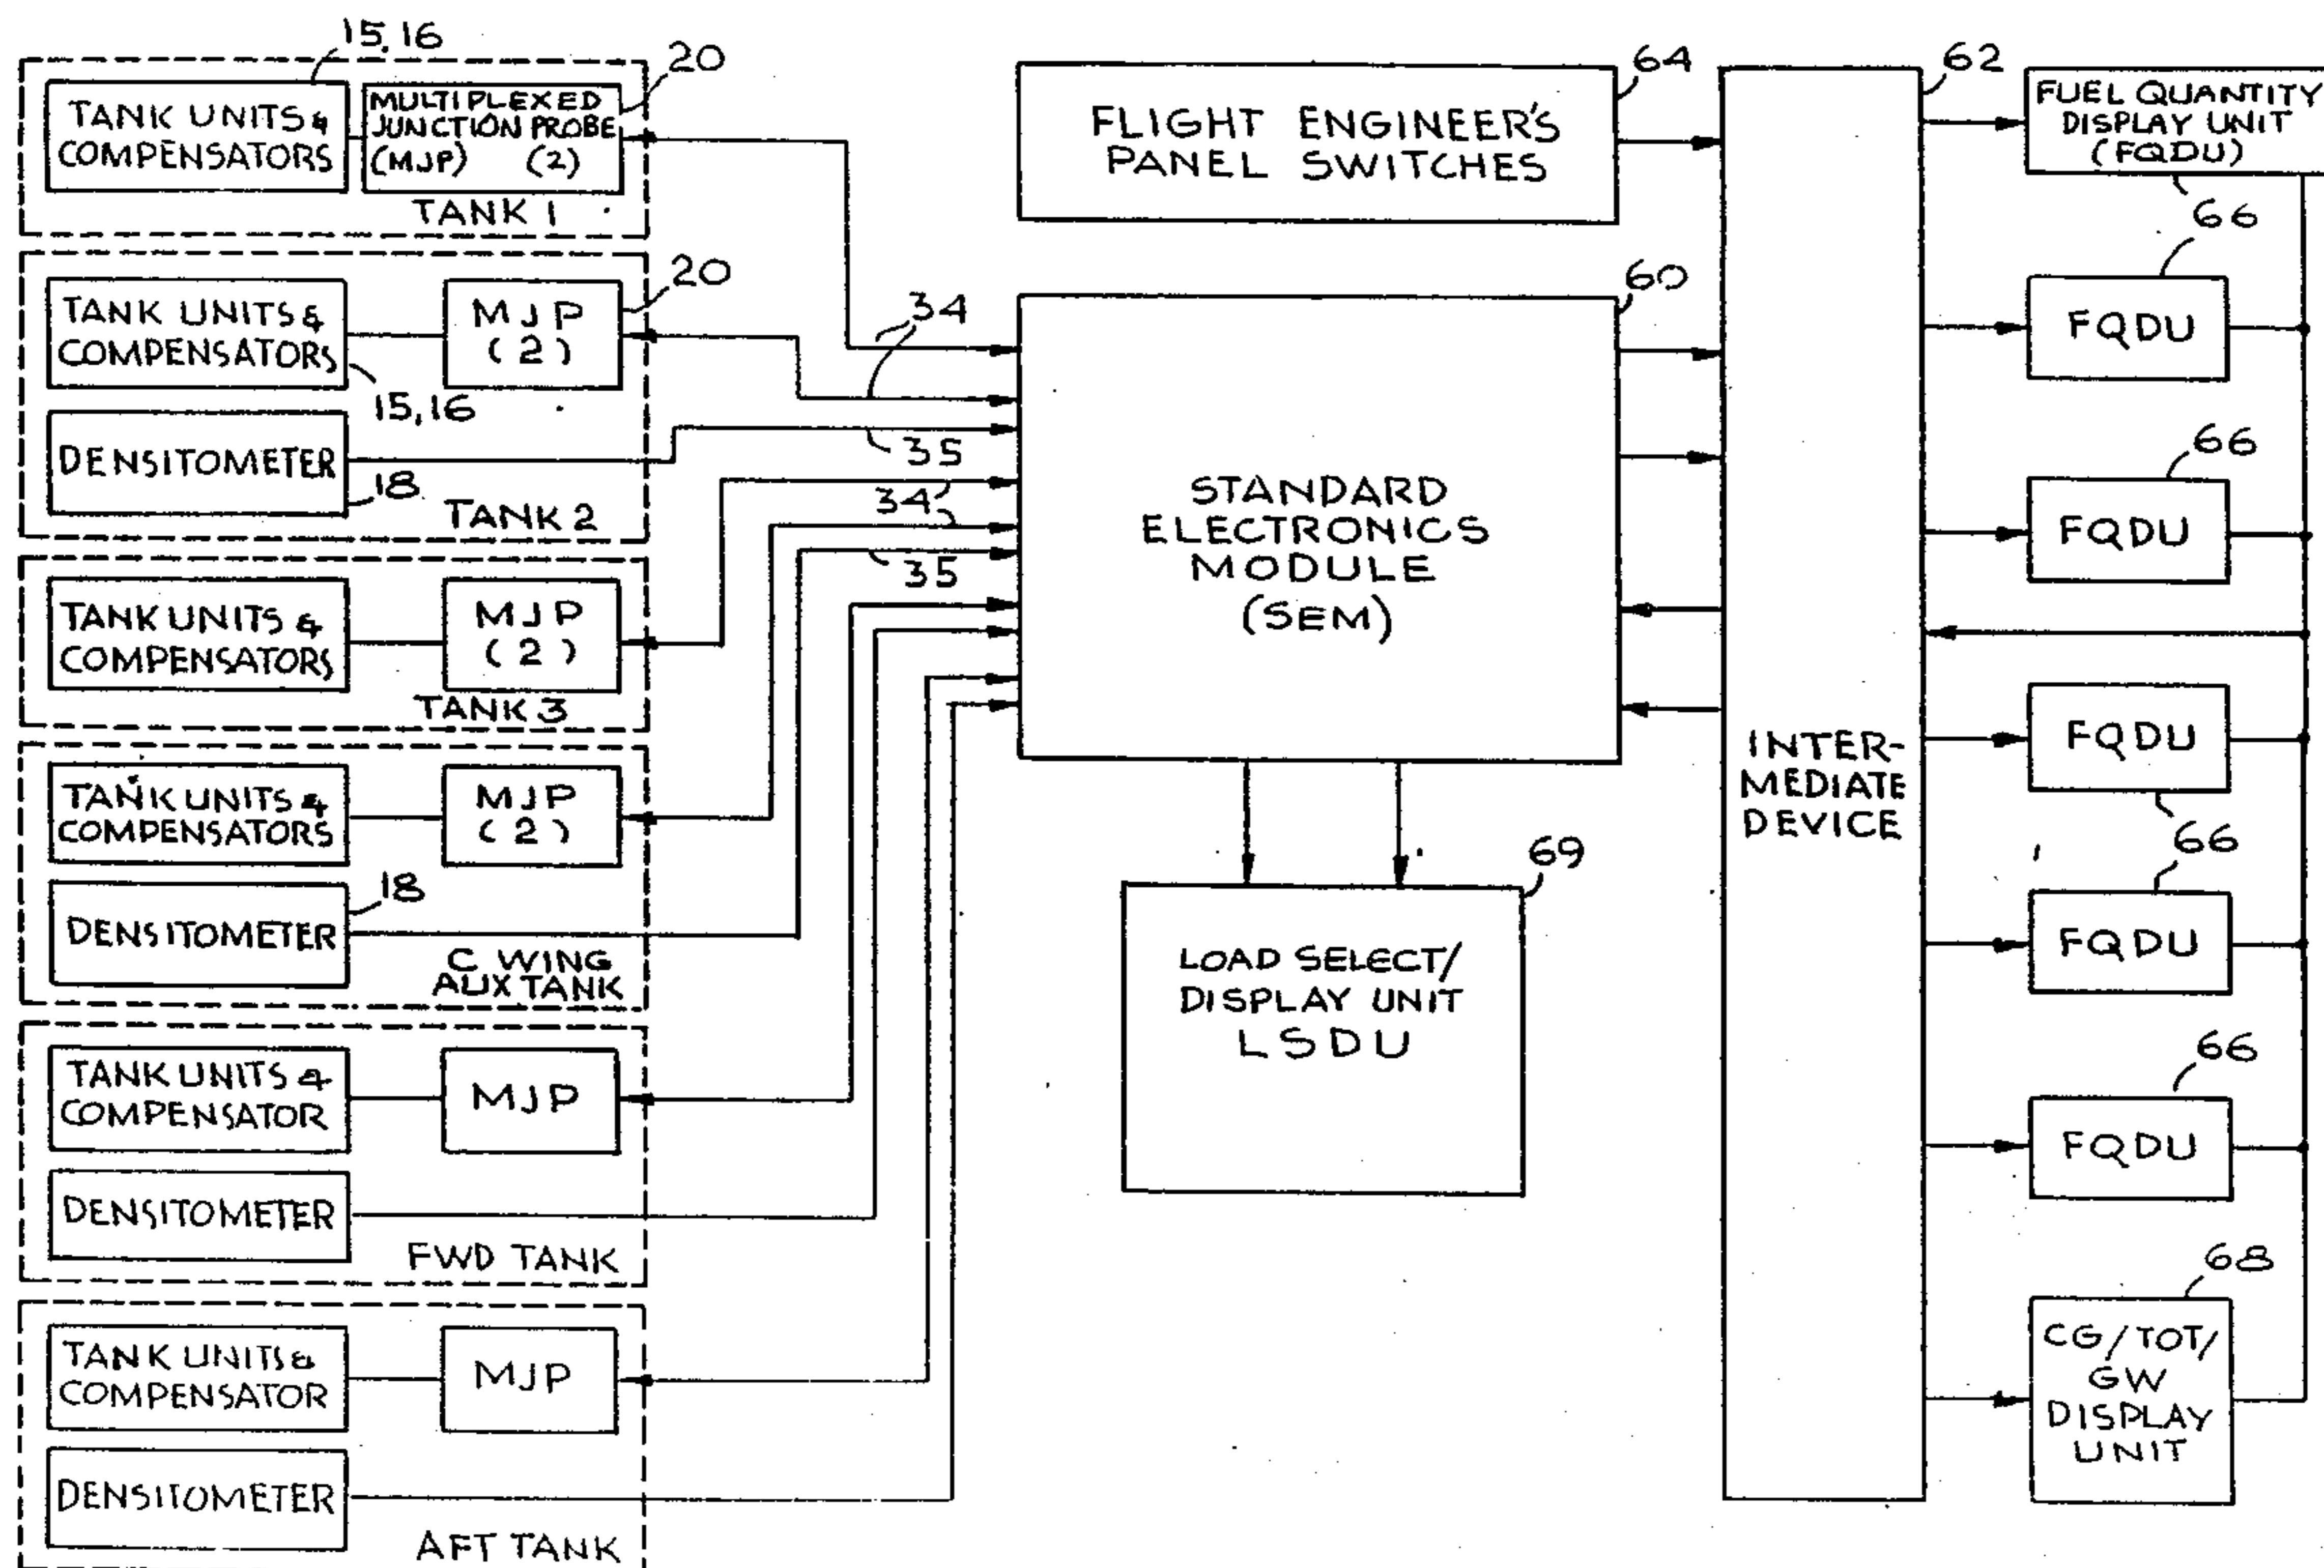 15, 16
20
TANK UNITS &
COMPENSATORS
MULTIPLEXED
JUNCTION PROBE
(MJP) (2)
TANK 1
20
TANK UNITS &
COMPENSATORS
MJP
(2)
15, 16
DENSITOMETER
18
TANK 2
TANK UNITS &
COMPENSATORS
MJP
(2)
TANK 3
TANK UNITS &
COMPENSATORS
MJP
(2)
18
DENSITOMETER
C WING
AUX TANK
TANK UNITS &
COMPENSATOR
MJP
DENSITOMETER
FWD TANK
TANK UNITS &
COMPENSATOR
MJP
DENSITOMETER
AFT TANK
34
35
34
35
64
FLIGHT ENGINEER'S
PANEL SWITCHES
60
STANDARD
ELECTRONICS
MODULE
(SEM)
69
LOAD SELECT/
DISPLAY UNIT
LSDU
62
INTER-
MEDIATE
DEVICE
FUEL QUANTITY
DISPLAY UNIT
(FQDU)
66
66
FQDU
66
FQDU
FQDU
66
FQDU
66
FQDU
68
CG/TOT/
GW
DISPLAY
UNIT